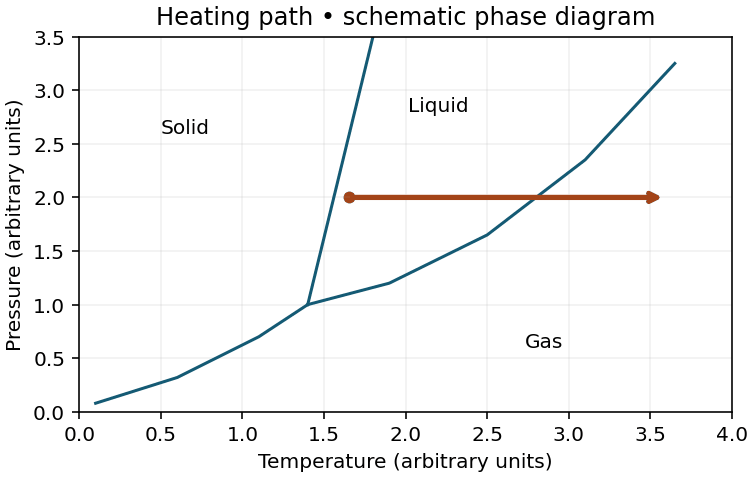 Heating path • schematic phase diagram
3.5
3.0
2.5
2.0
1.5
1.0
0.5
0.0
Pressure (arbitrary units)
Solid
Liquid
Gas
0.0 0.5 1.0 1.5 2.0 2.5 3.0 3.5 4.0
Temperature (arbitrary units)